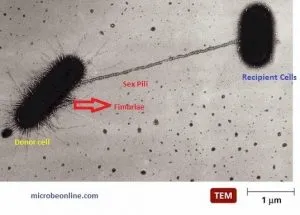 Recipient Cells
Sex Pili
Fimbriae
Donor cell
microbeonline.com
TEM
1 µm